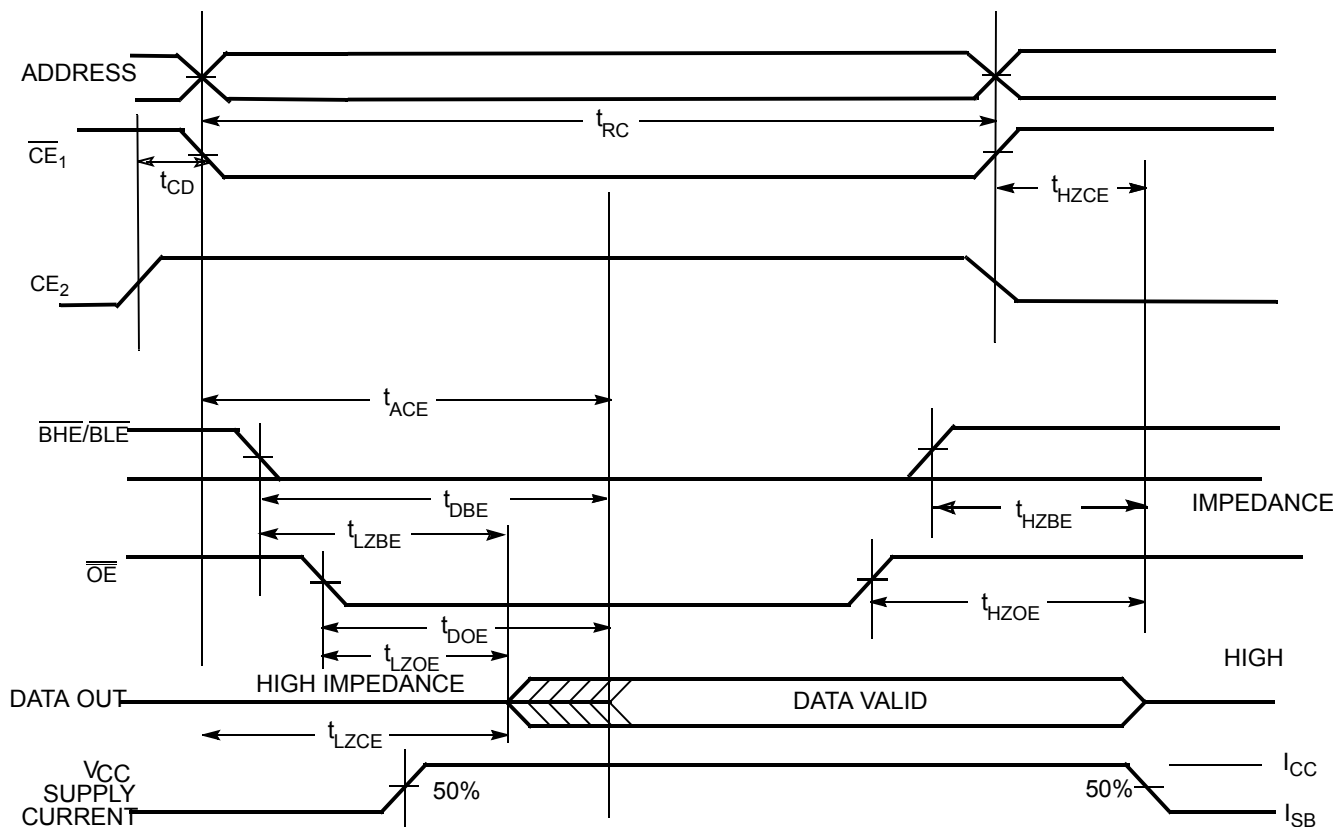 ADDRESS
tRC
CE1
tCD
tHZCE
CE2
tACE
BHE/BLE
tDBE
IMPEDANCE
tHZBE
tLZBE
OE
tHZOE
tDOE
tLZOE
HIGH
HIGH IMPEDANCE
DATA OUT
DATA VALID
tLZCE
VCC
SUPPLY
CURRENT
50%
50%
ICC
ISB